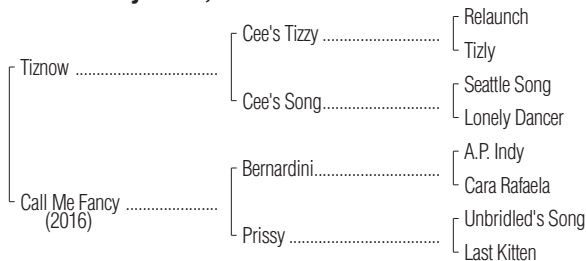 Relaunch
Cee's Tizzy
Tizly
Tiznow
Seattle Song
Cee's Song
Lonely Dancer
A.P. Indy
Bernardini
Cara Rafaela
Call Me Fancy
(2016)
Unbridled's Song
Prissy
Last Kitten